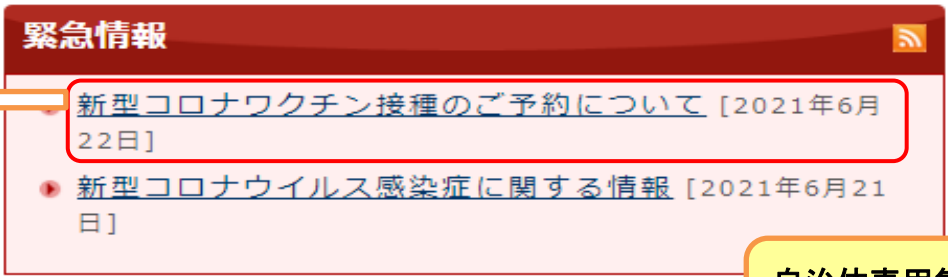 緊急情報
新型コロナワクチン接種のご予約について [2021年6月
22日]
新型コロナウイルス感染症に関する情報 [2021年6月21
日]